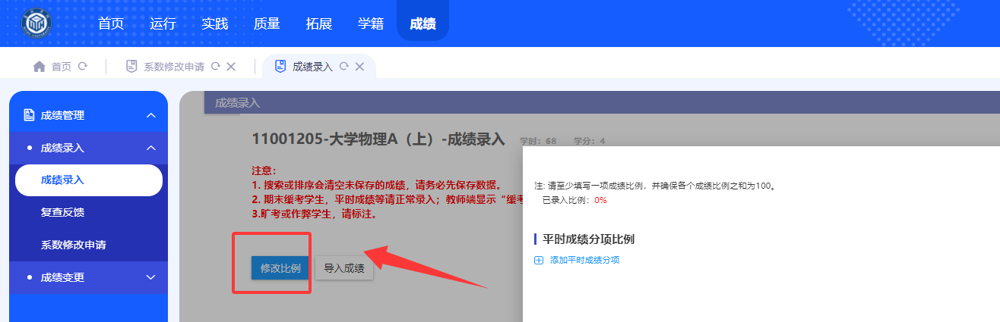 首页 运行 实践 质量 拓展 学籍 成绩
首页 系数修改申请 成绩录入
成绩管理
成绩录入
成绩录入
复查反馈
系数修改申请
成绩变更
成绩录入
11001205-大学物理A（上）-成绩录入 学时：68 学分：4
注意：
1. 搜索或排序会清空未保存的成绩，请务必先保存数据。
2. 期末缓考学生，平时成绩等请正常录入；教师端显示“缓考
3.旷考或作弊学生，请标注。
修改比例 导入成绩
注: 请至少填写一项成绩比例，并确保各个成绩比例之和为100。
已录入比例：0%
平时成绩分项比例
添加平时成绩分项